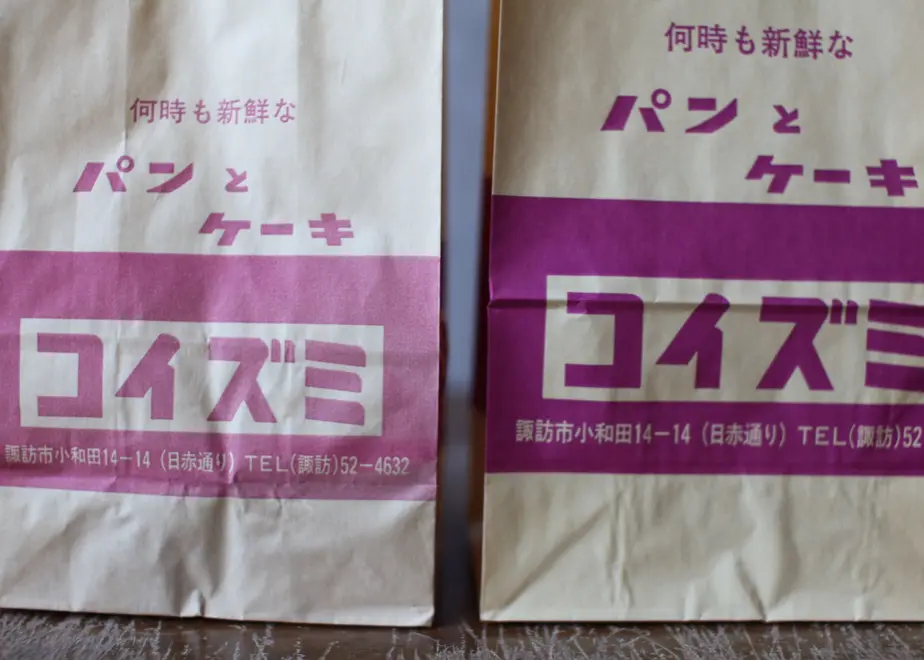 何時も新鮮な
パンと
ケーキ
コイズミ
諏訪市小和田14-14 (日赤通り) TEL(諏訪)52-4632
何時も新鮮な
パンと
ケーキ
コイズミ
諏訪市小和田14-14 (日赤通り) TEL(諏訪)52